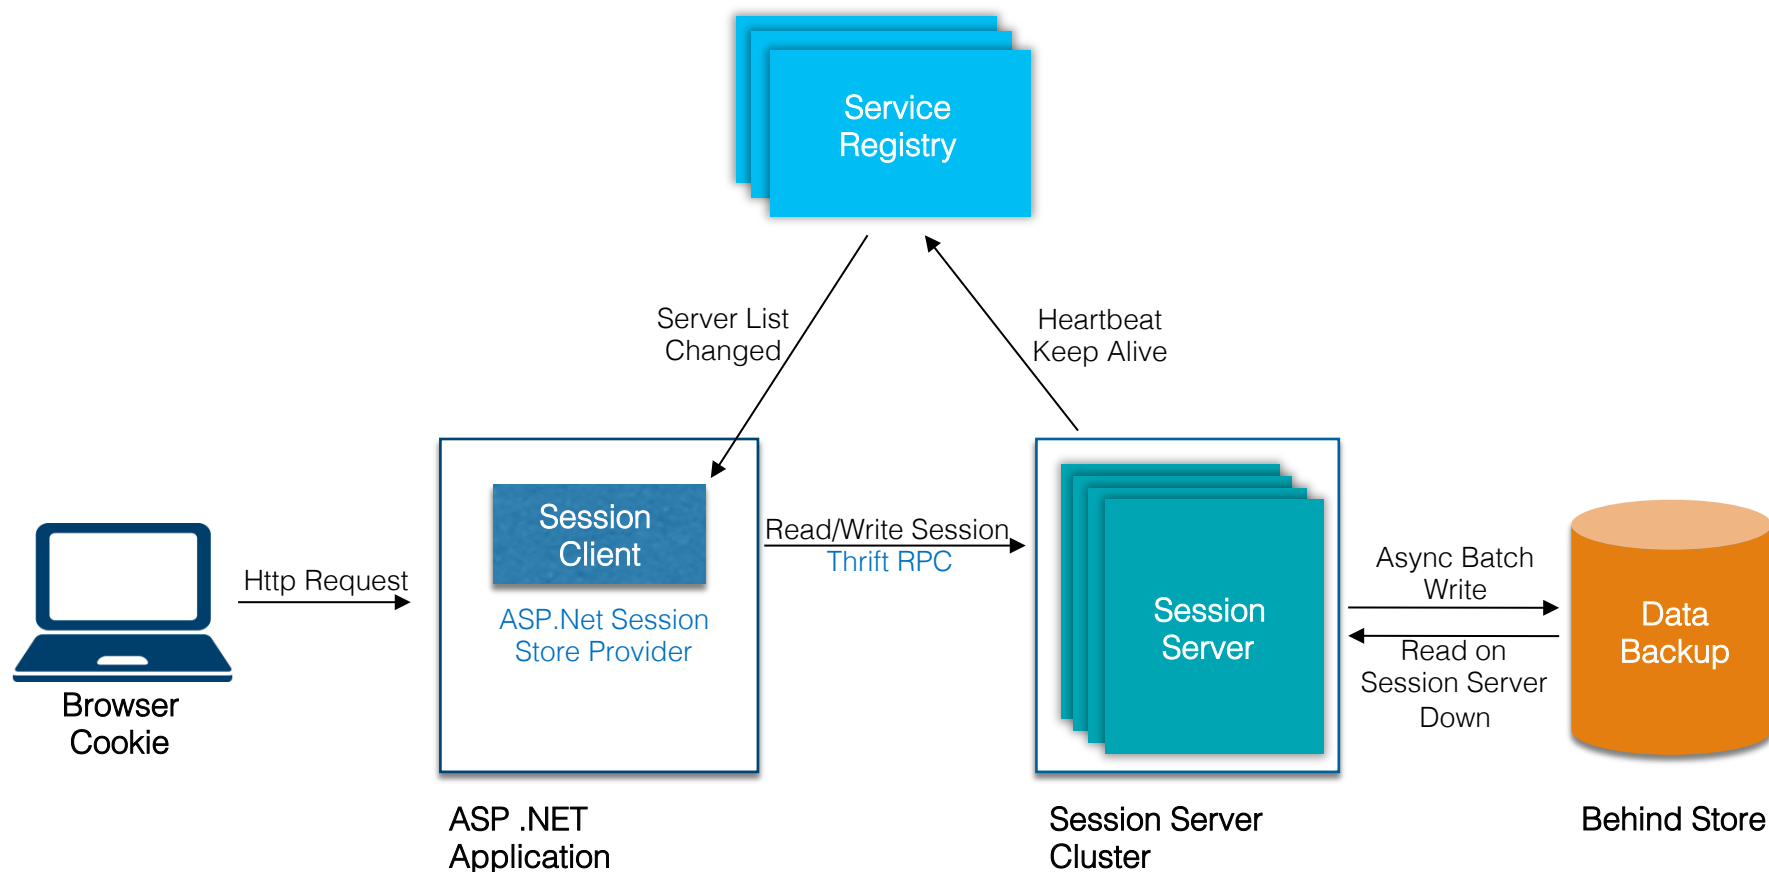 Service
Registry
Server List
Changed
Heartbeat
Keep Alive
Session
Client
ASP.Net Session
Store Provider
Http Request
Browser
Cookie
Read/Write Session
Thrift RPC
Session
Server
Async Batch
Write
Read on
Session Server
Down
Data
Backup
ASP .NET
Application
Session Server
Cluster
Behind Store